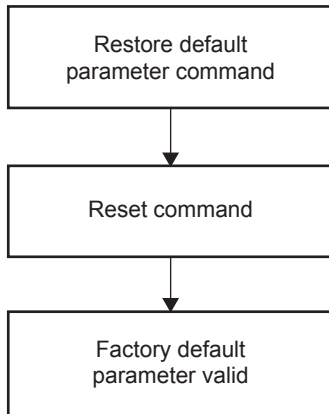 Restore default
parameter command
Reset command
Factory default
parameter valid